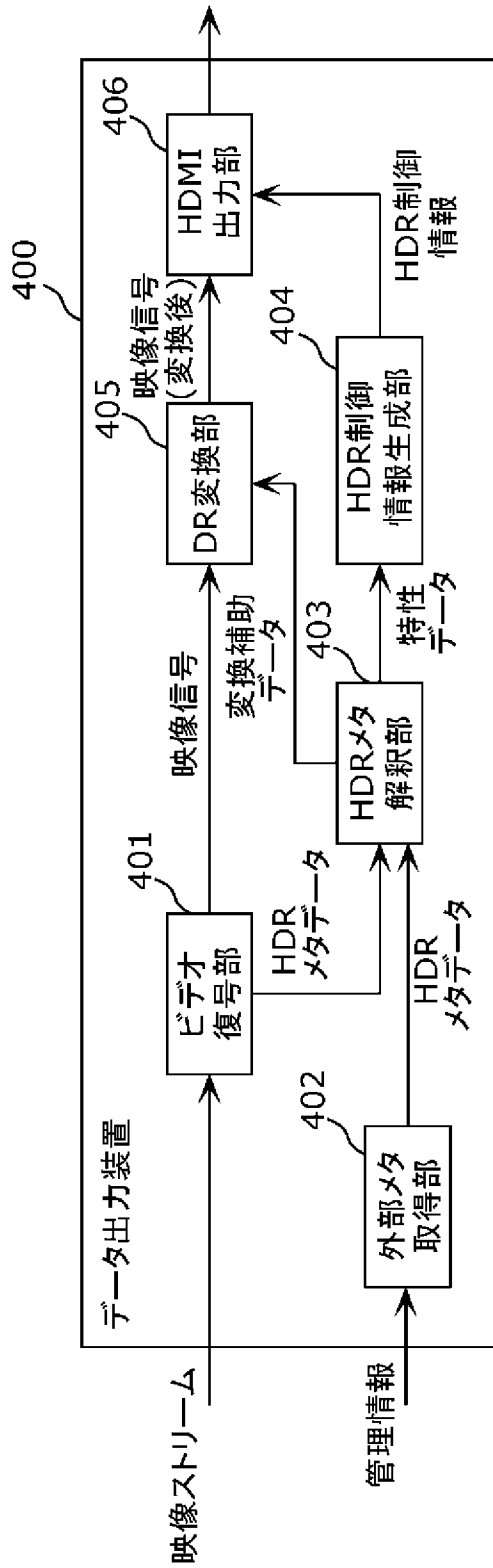 400
データ出力装置
映像ストリーム
401
ビデオ
復号部
映像信号
405
DR変換部
映像信号
(変換後)
406
HDMI
出力部
HDR
メタデータ
変換補助
データ
管理情報
402
外部メタ
取得部
HDR
メタデータ
403
HDRメタ
解釈部
特性
データ
404
HDR制御
情報生成部
HDR制御
情報